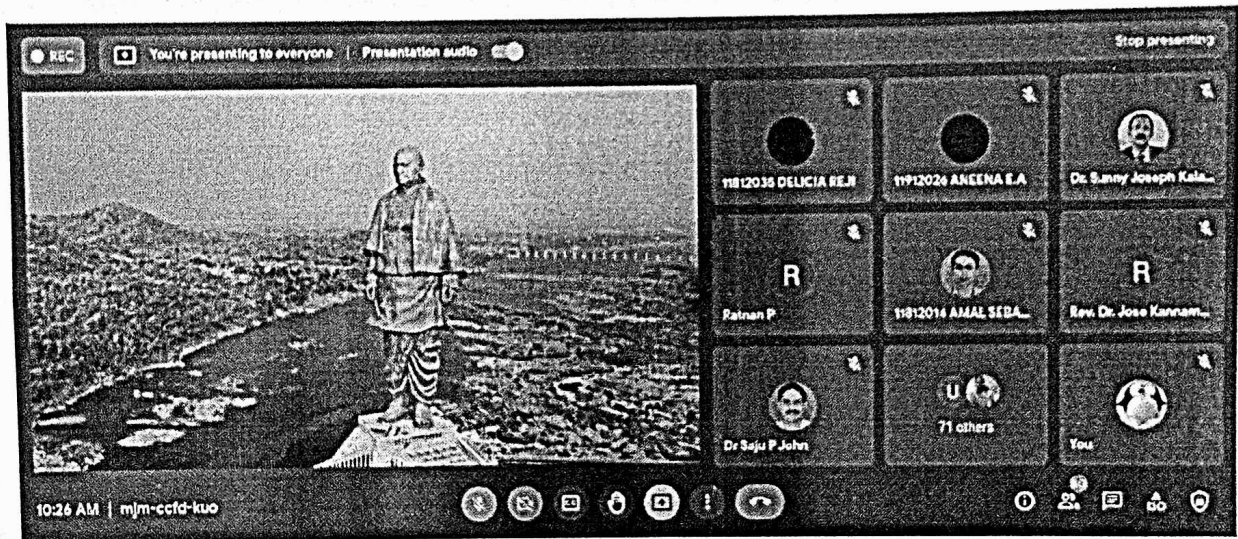 REC
You're presenting to everyone | Presentation audio
Stop presenting
11812035 DELICIA REJI
11912026 ANEENA E.A
Dr. Sunny Joseph Kala...
R
Ratnan P
11812014 AMAL SEBA...
R
Rev. Dr. Jose Kannam...
Dr Saju P John
U
71 others
You
10:26 AM | mjm-ccfd-kuo